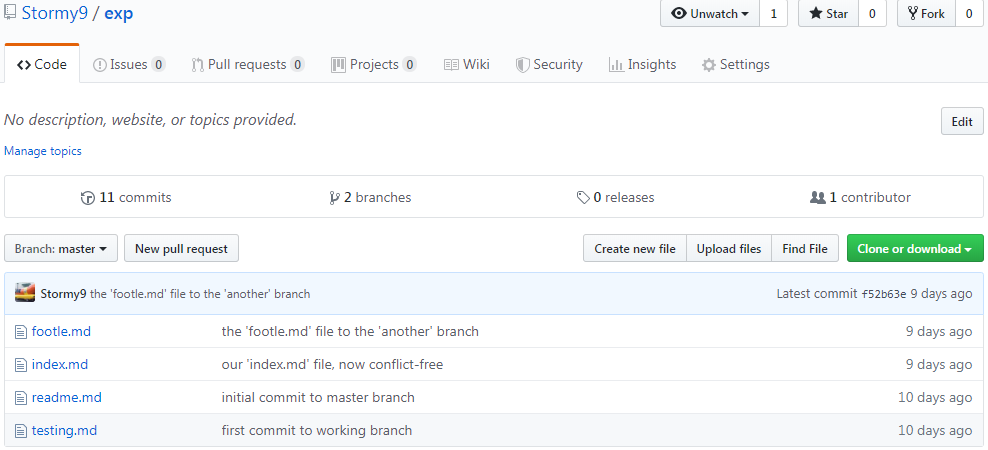 Stormy9 / exp
Unwatch 1 Star 0 Fork 0
Code Issues 0 Pull requests 0 Projects 0 Wiki Security Insights Settings
No description, website, or topics provided. Edit
Manage topics
11 commits 2 branches 0 releases 1 contributor
Branch: master New pull request Create new file Upload files Find File Clone or download
Stormy9 the 'footle.md' file to the 'another' branch Latest commit f52b63e 9 days ago
footle.md the 'footle.md' file to the 'another' branch 9 days ago
index.md our 'index.md' file, now conflict-free 9 days ago
readme.md initial commit to master branch 10 days ago
testing.md first commit to working branch 10 days ago